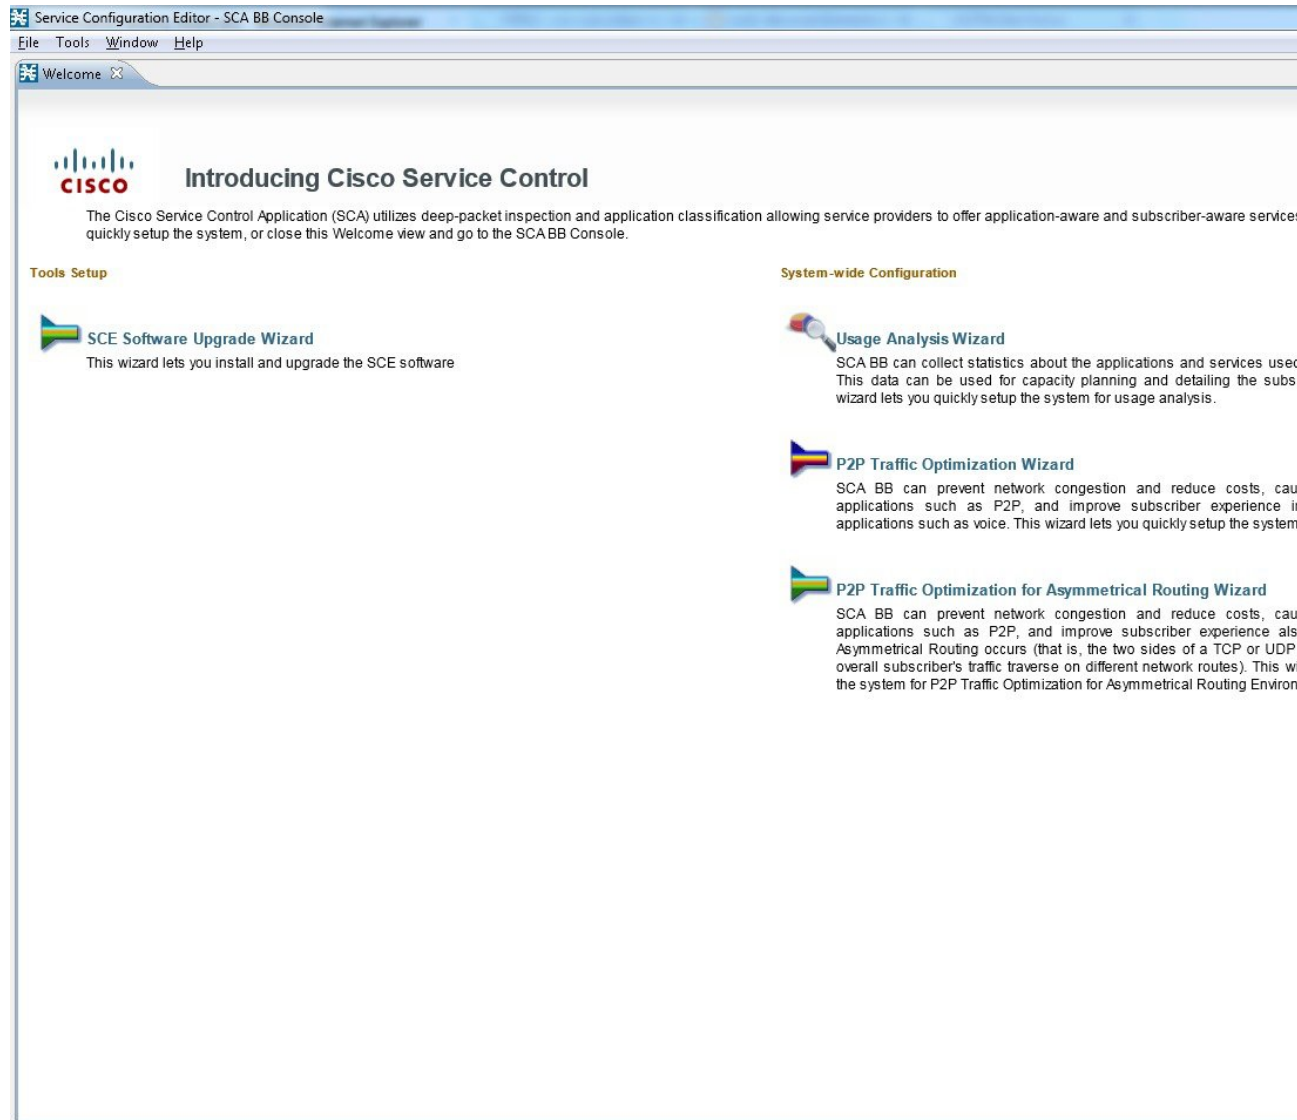 Service Configuration Editor - SCA BB Console
File Tools Window Help
Welcome
CISCO
Introducing Cisco Service Control
The Cisco Service Control Application (SCA) utilizes deep-packet inspection and application classification allowing service providers to offer application-aware and subscriber-aware services
quickly setup the system, or close this Welcome view and go to the SCA BB Console.
Tools Setup
SCE Software Upgrade Wizard
This wizard lets you install and upgrade the SCE software
System-wide Configuration
Usage Analysis Wizard
SCA BB can collect statistics about the applications and services used
This data can be used for capacity planning and detailing the subs
wizard lets you quickly setup the system for usage analysis.
P2P Traffic Optimization Wizard
SCA BB can prevent network congestion and reduce costs, cau
applications such as P2P, and improve subscriber experience i
applications such as voice. This wizard lets you quickly setup the system
P2P Traffic Optimization for Asymmetrical Routing Wizard
SCA BB can prevent network congestion and reduce costs, cau
applications such as P2P, and improve subscriber experience als
Asymmetrical Routing occurs (that is, the two sides of a TCP or UDP
overall subscriber's traffic traverse on different network routes). This wi
the system for P2P Traffic Optimization for Asymmetrical Routing Environ